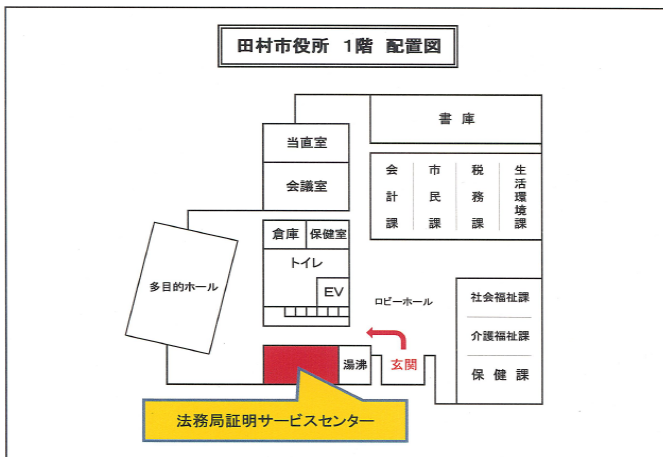 田村市役所 1階 配置図
書庫
当直室
会議室
会計課
市民課
税務課
生活環境課
倉庫
保健室
トイレ
EV
多目的ホール
ロビーホール
社会福祉課
介護福祉課
保健課
湯沸
玄関
法務局証明サービスセンター